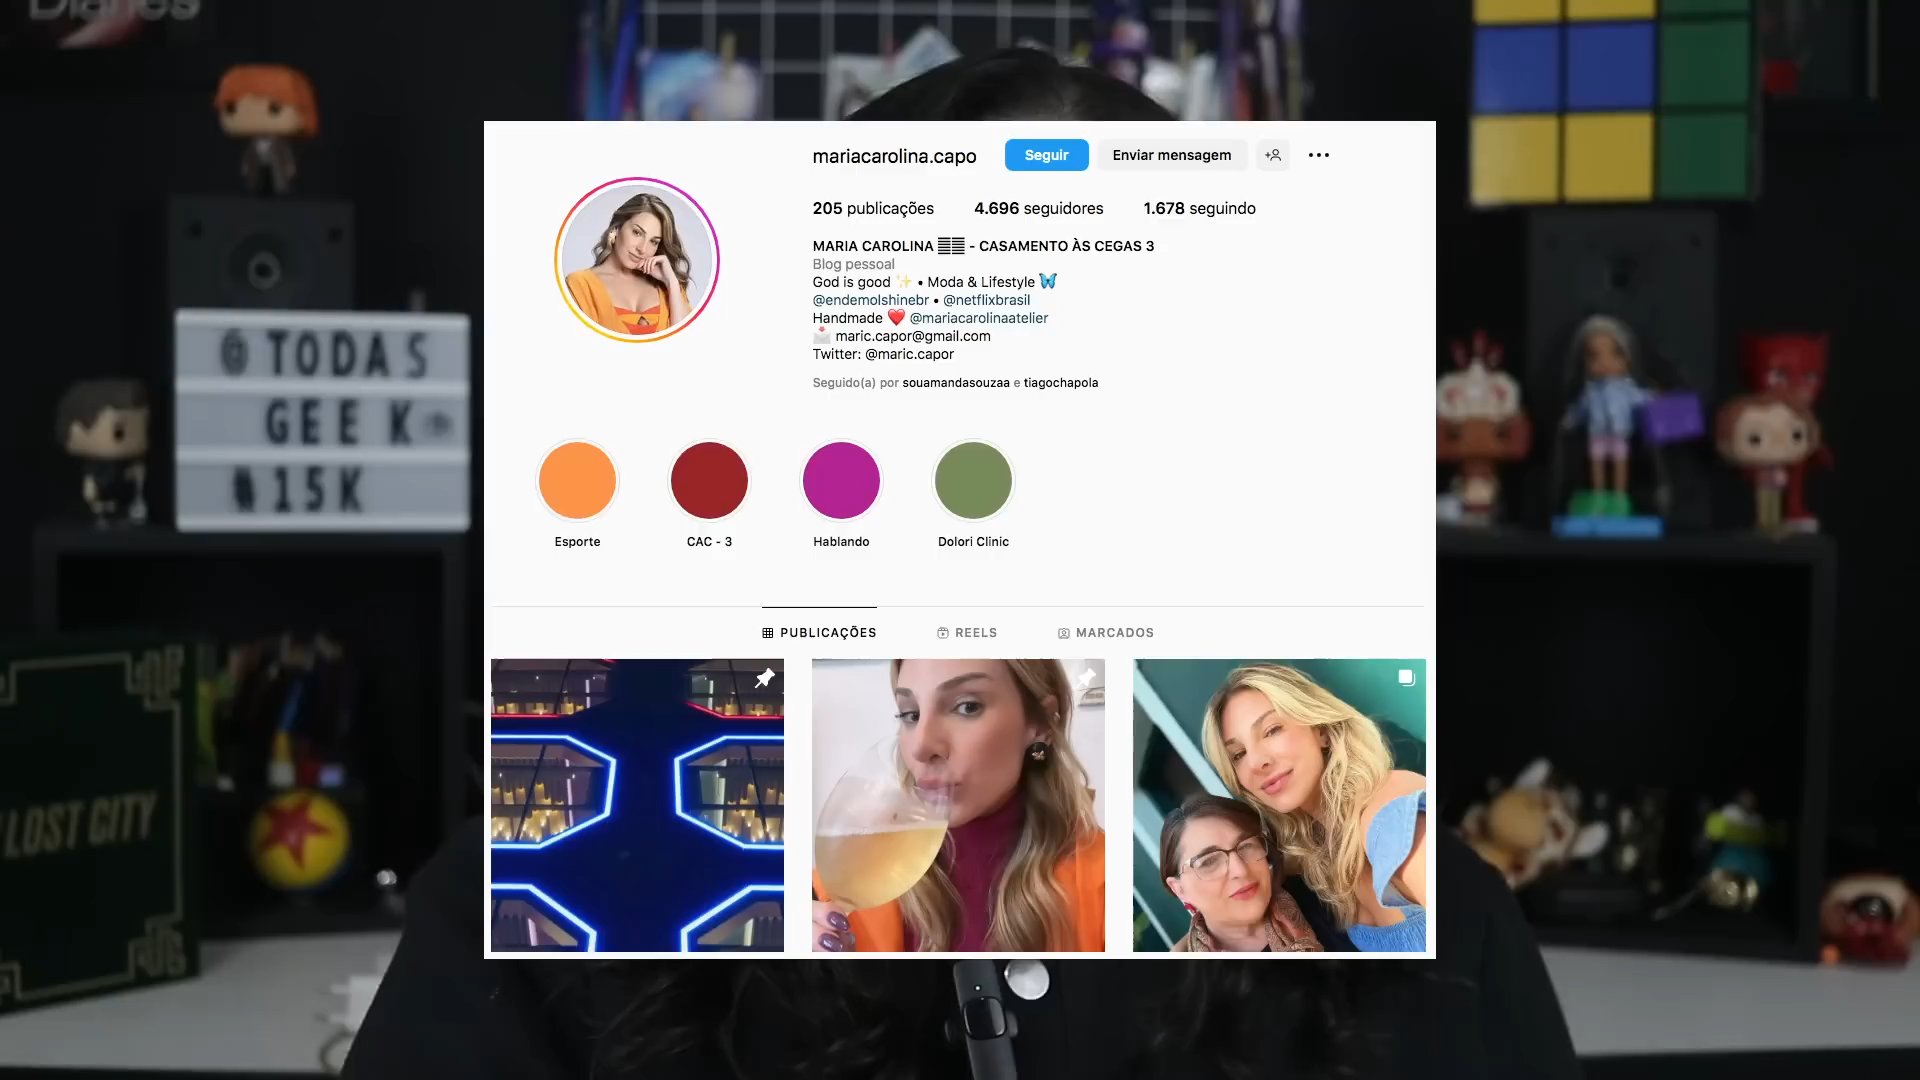 Diaries
mariacarolina.capo
Seguir
Enviar mensagem
205 publicações
4.696 seguidores
1.678 seguindo
MARIA CAROLINA - CASAMENTO ÀS CEGAS 3
Blog pessoal
God is good ✨ • Moda & Lifestyle 🦋
@endemolshinebr • @netflixbrasil
Handmade ❤️ @mariacarolinaatelier
📩 maric.capor@gmail.com
Twitter: @maric.capor
Seguido(a) por souamandasouzaa e tiagochapola
@ TODAS
GEEK
#15K
Esporte
CAC - 3
Hablando
Dolori Clinic
PUBLICAÇÕES
REELS
MARCADOS
LOST CITY